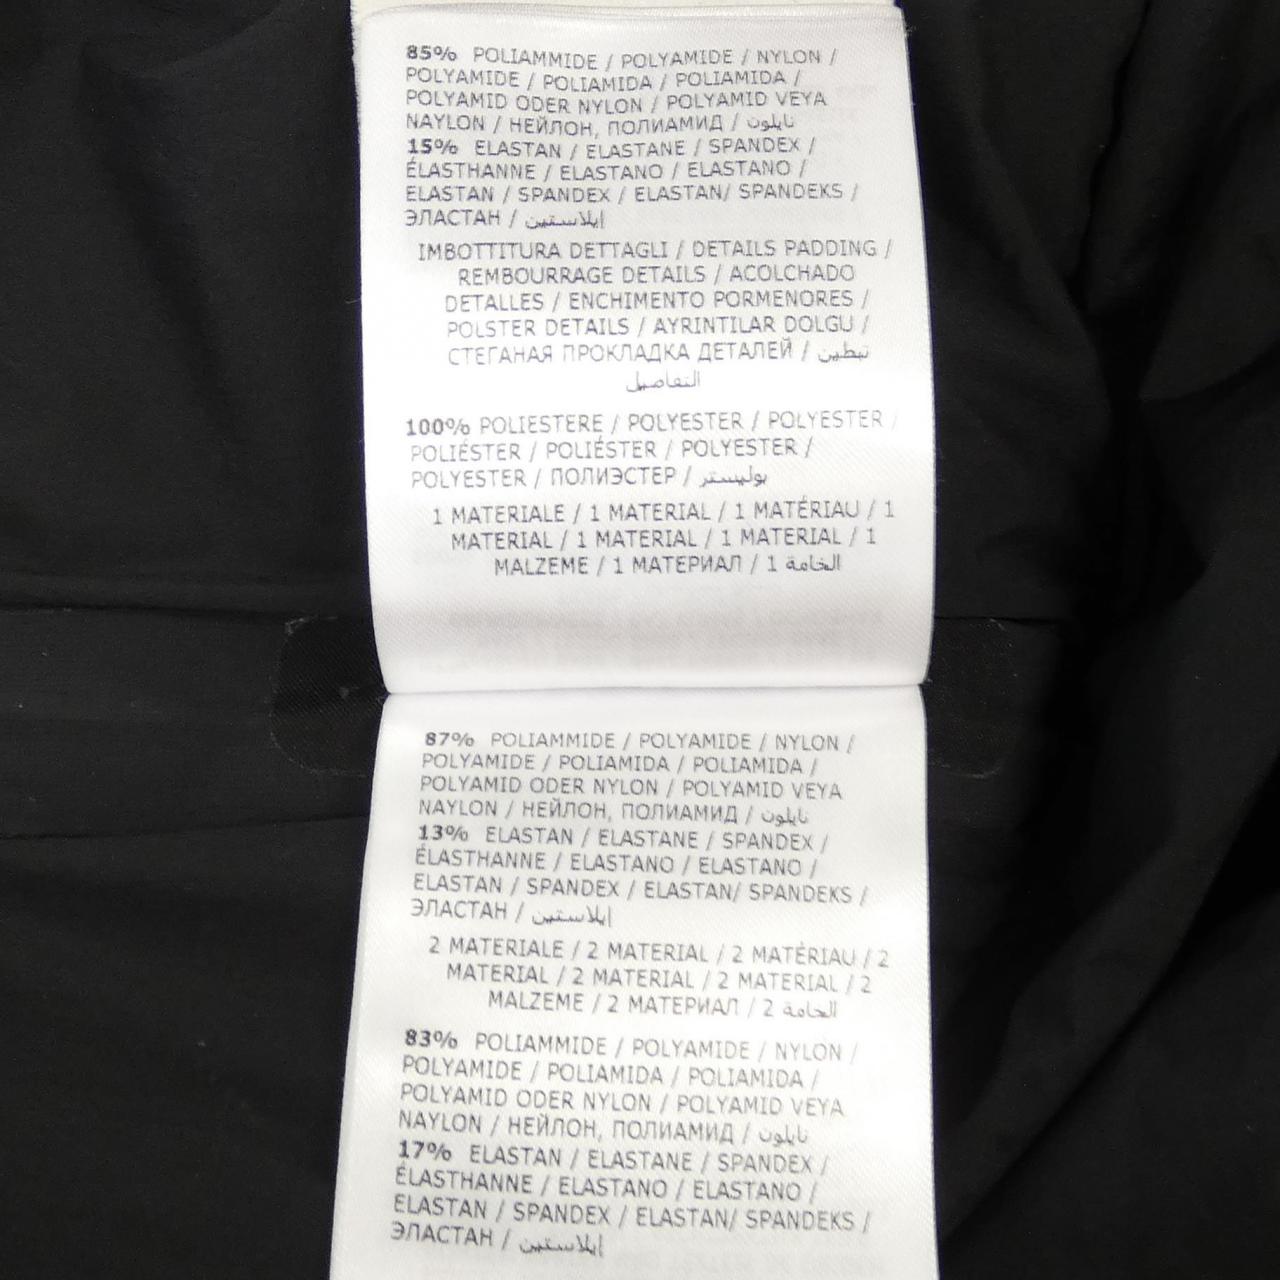 85% POLIAMMIDE / POLYAMIDE / NYLON /
POLYAMIDE / POLIAMIDA / POLIAMIDA /
POLYAMID ODER NYLON / POLYAMID VEYA
NAYLON / НЕЙЛОН, ПОЛИАМИД / نايلون
15% ELASTAN / ELASTANE / SPANDEX /
ÉLASTHANNE / ELASTANO / ELASTANO /
ELASTAN / SPANDEX / ELASTAN/ SPANDEKS /
ЭЛАСТАН / إيلاستين
IMBOTTITURA DETTAGLI / DETAILS PADDING /
REMBOURRAGE DETAILS / ACOLCHADO
DETALLES / ENCHIMENTO PORMENORES /
POLSTER DETAILS / AYRINTILAR DOLGU /
СТЕГАНАЯ ПРОКЛАДКА ДЕТАЛЕЙ / تبطين
التفاصيل
100% POLIESTERE / POLYESTER / POLYESTER /
POLIÉSTER / POLIÉSTER / POLYESTER /
POLYESTER / ПОЛИЭСТЕР / بوليستر
1 MATERIALE / 1 MATERIAL / 1 MATÉRIAU / 1
MATERIAL / 1 MATERIAL / 1 MATERIAL / 1
MALZEME / 1 МАТЕРИАЛ / 1 الخامة
87% POLIAMMIDE / POLYAMIDE / NYLON /
POLYAMIDE / POLIAMIDA / POLIAMIDA /
POLYAMID ODER NYLON / POLYAMID VEYA
NAYLON / НЕЙЛОН, ПОЛИАМИД / نايلون
13% ELASTAN / ELASTANE / SPANDEX /
ÉLASTHANNE / ELASTANO / ELASTANO /
ELASTAN / SPANDEX / ELASTAN/ SPANDEKS /
ЭЛАСТАН / إيلاستين
2 MATERIALE / 2 MATERIAL / 2 MATÉRIAU / 2
MATERIAL / 2 MATERIAL / 2 MATERIAL / 2
MALZEME / 2 МАТЕРИАЛ / 2 الخامة
83% POLIAMMIDE / POLYAMIDE / NYLON /
POLYAMIDE / POLIAMIDA / POLIAMIDA /
POLYAMID ODER NYLON / POLYAMID VEYA
NAYLON / НЕЙЛОН, ПОЛИАМИД / نايلون
17% ELASTAN / ELASTANE / SPANDEX /
ÉLASTHANNE / ELASTANO / ELASTANO /
ELASTAN / SPANDEX / ELASTAN/ SPANDEKS /
ЭЛАСТАН / إيلاستين